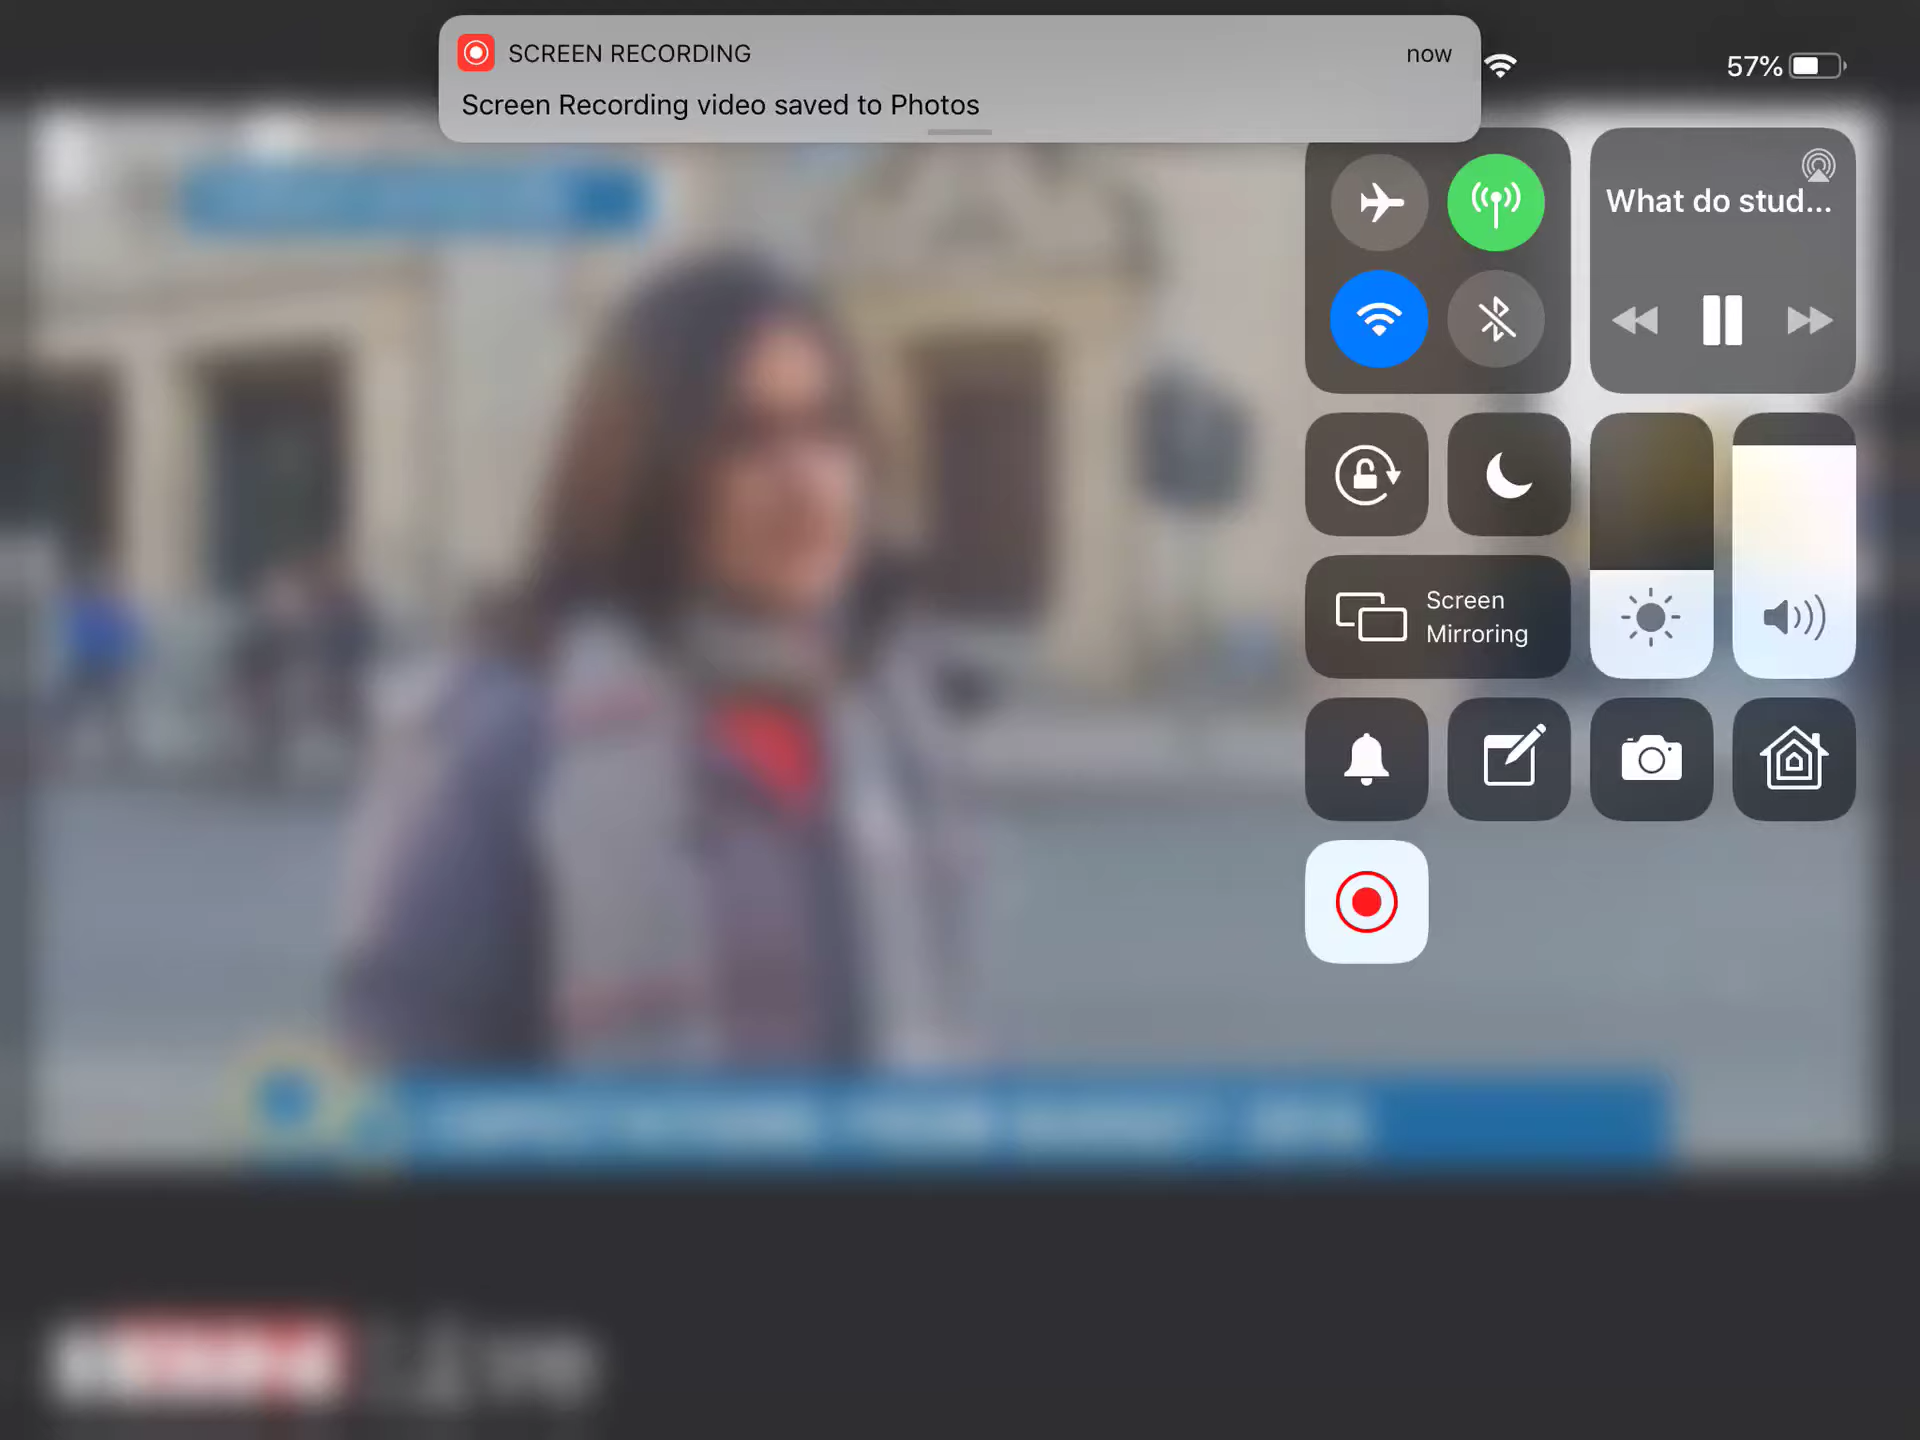 SCREEN RECORDING
now
Screen Recording video saved to Photos
57%
What do stud...
Screen
Mirroring